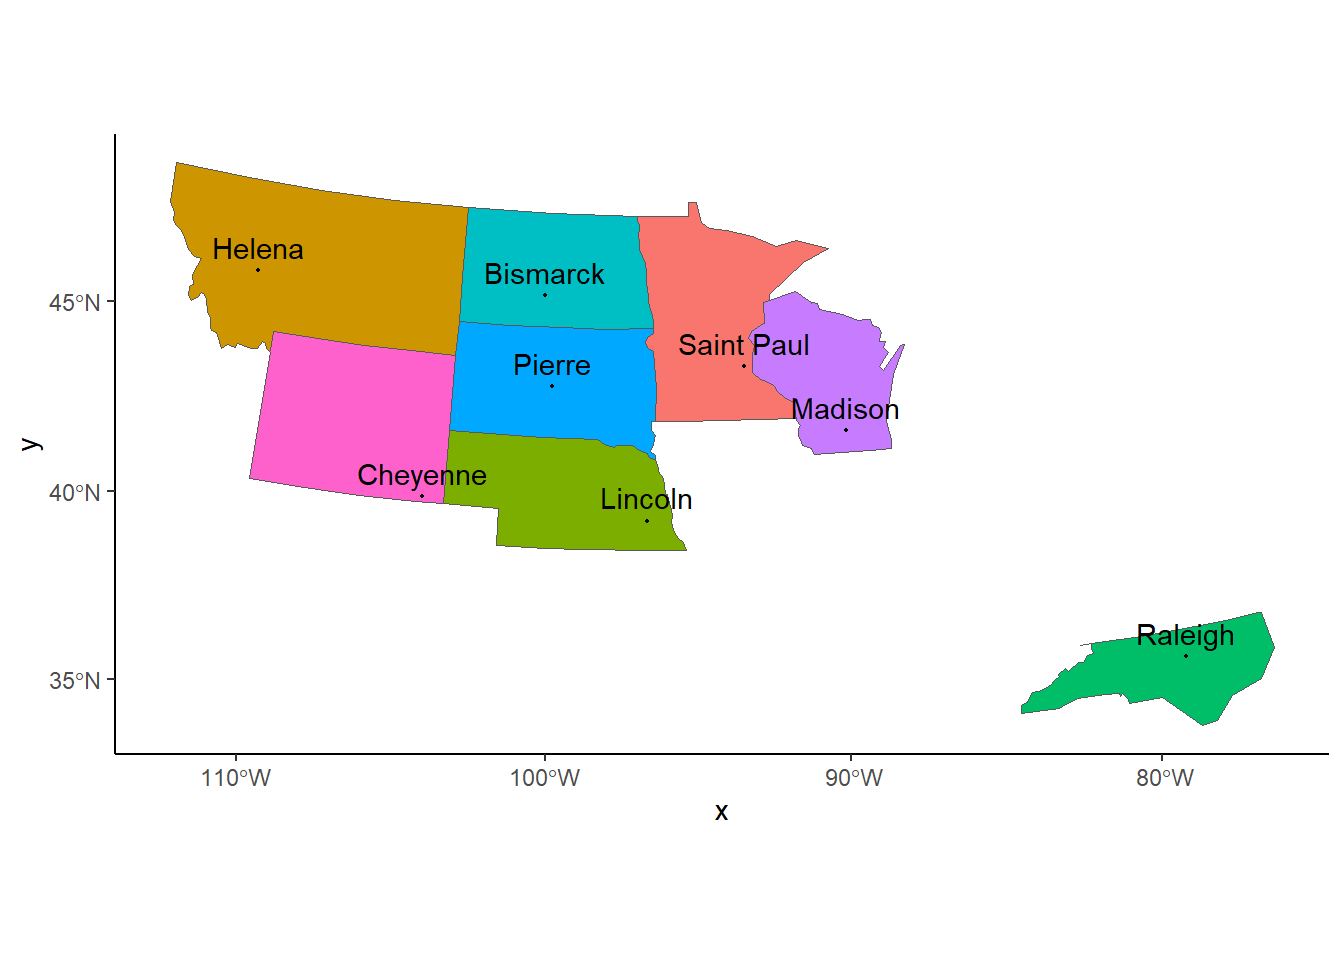 Helena
Bismarck
45°N
Saint Paul
Pierre
Madison
y
Cheyenne
40°N
Lincoln
Raleigh
35°N
110°W
100°W
90°W
80°W
x